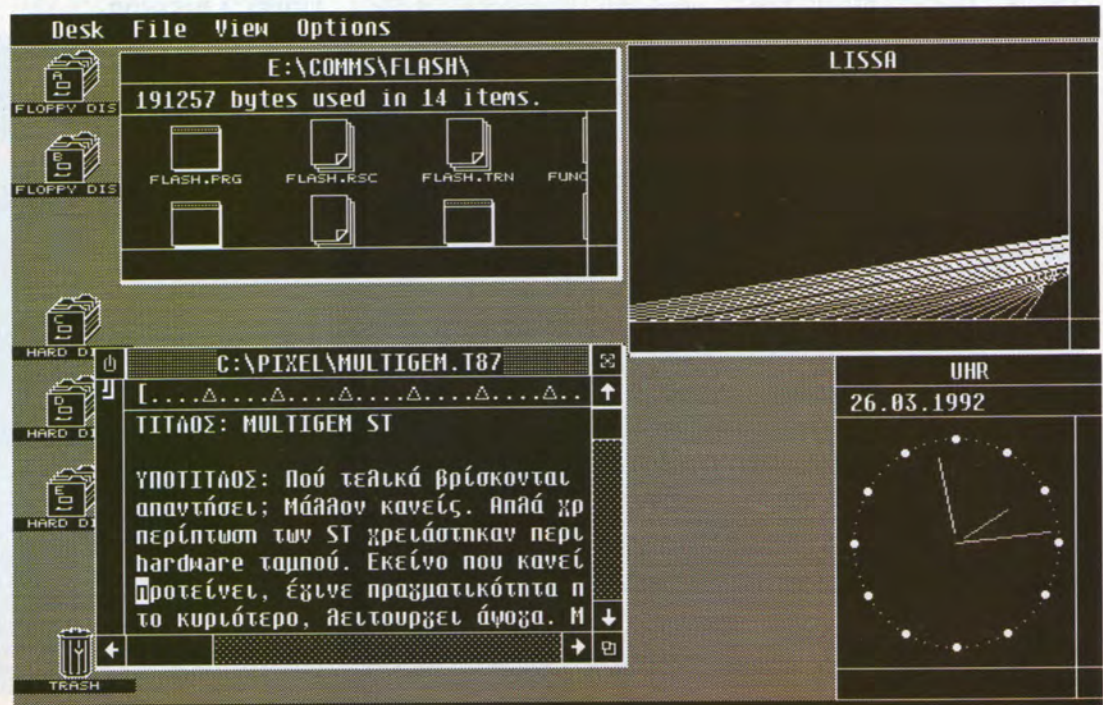 Desk File View Options
FLOPPY DIS
FLOPPY DIS
E:\COMMS\FLASH\
191257 bytes used in 14 items.
FLASH.PRG FLASH.RSC FLASH.TRN FUNC
LISSA
HARD DI
HARD DI
HARD DI
TRASH
C:\PIXEL\MULTIGEM.T87
[....Δ....Δ....Δ....Δ....Δ....Δ..
ΤΙΤΛΟΣ: MULTIGEM ST
ΥΠΟΤΙΤΛΟΣ: Πού τελικά βρίσκονται
απαντήσει; Μάλλον κανείς. Απλά χρ
περίπτωση των ST χρειάστηκαν περι
hardware ταμπού. Εκείνο που κανεί
προτείνει, έγινε πραγματικότητα π
το κυριότερο, λειτουργει άψογα. Μ
UHR
26.03.1992